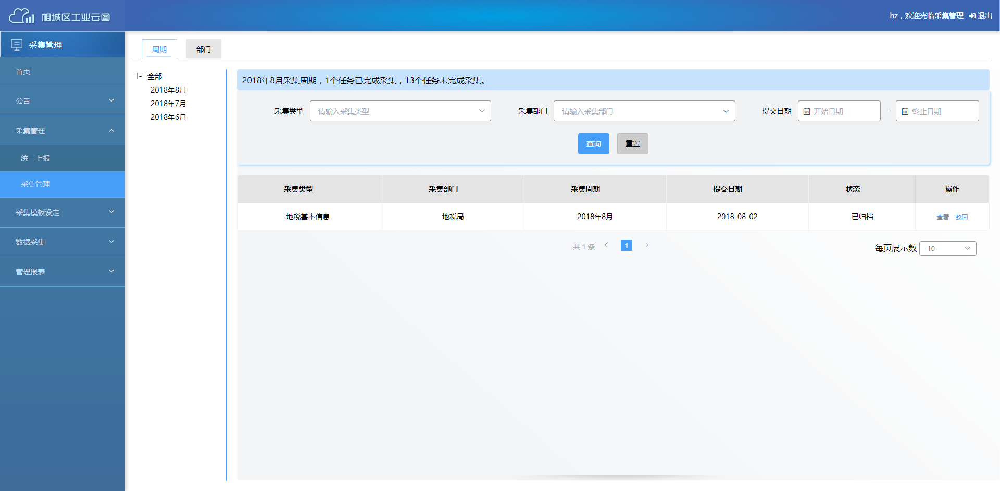 相城区工业云图
hz，欢迎光临采集管理 退出
采集管理
首页
公告
采集管理
统一上报
采集管理
采集模板设定
数据采集
管理报表
周期 部门
全部
2018年8月
2018年7月
2018年6月
2018年8月采集周期，1个任务已完成采集，13个任务未完成采集。
采集类型 请输入采集类型 采集部门 请输入采集部门 提交日期 开始日期 - 终止日期
查询 重置
采集类型 采集部门 采集周期 提交日期 状态 操作
地税基本信息 地税局 2018年8月 2018-08-02 已归档 查看 驳回
共 1 条 1 每页展示数 10